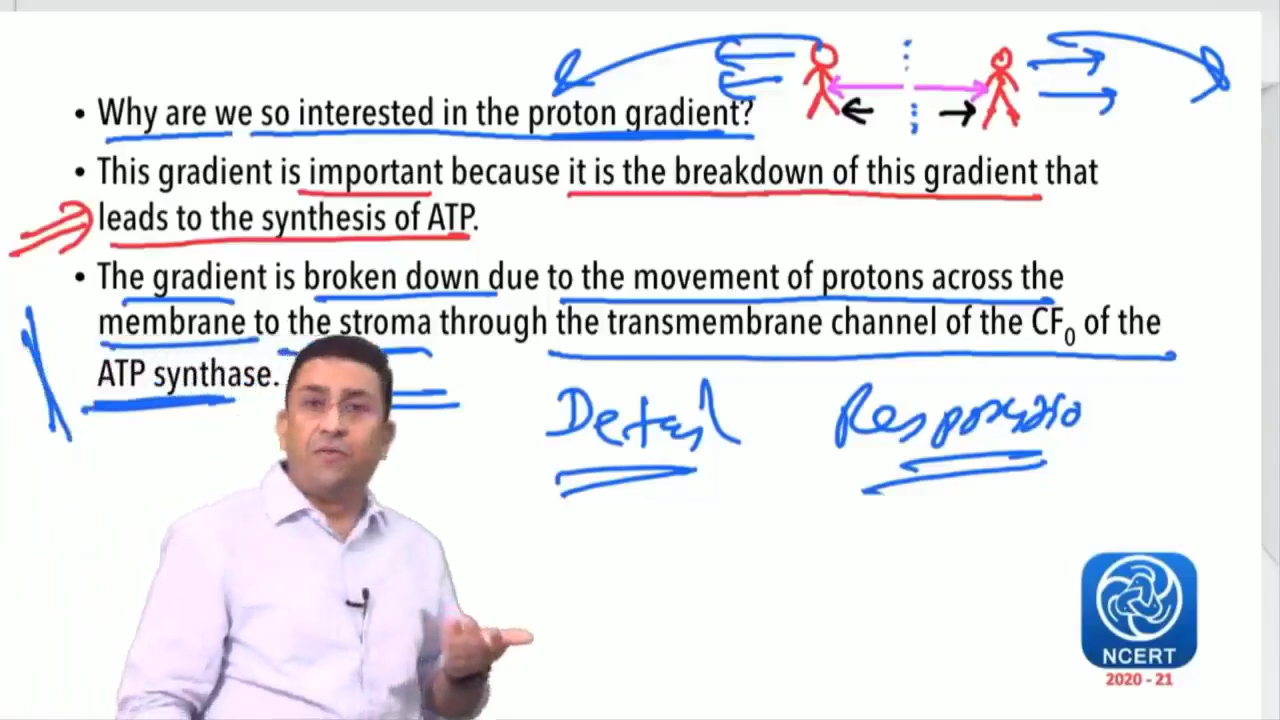 • Why are we so interested in the proton gradient?
• This gradient is important because it is the breakdown of this gradient that
leads to the synthesis of ATP.
• The gradient is broken down due to the movement of protons across the
membrane to the stroma through the transmembrane channel of the CF0 of the
ATP synthase.
Detail
NCERT
2020 - 21